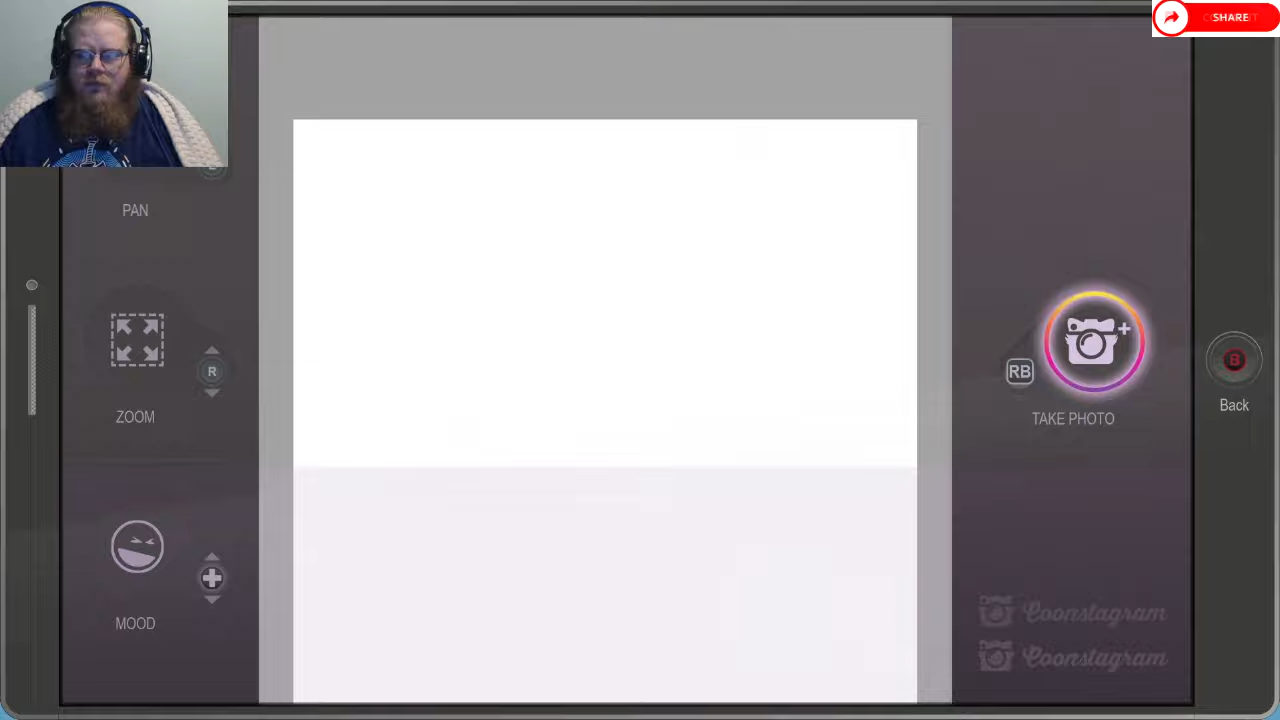 SHARE
PAN
R
ZOOM
RB
TAKE PHOTO
B
Back
MOOD
Coonstagram
Coonstagram